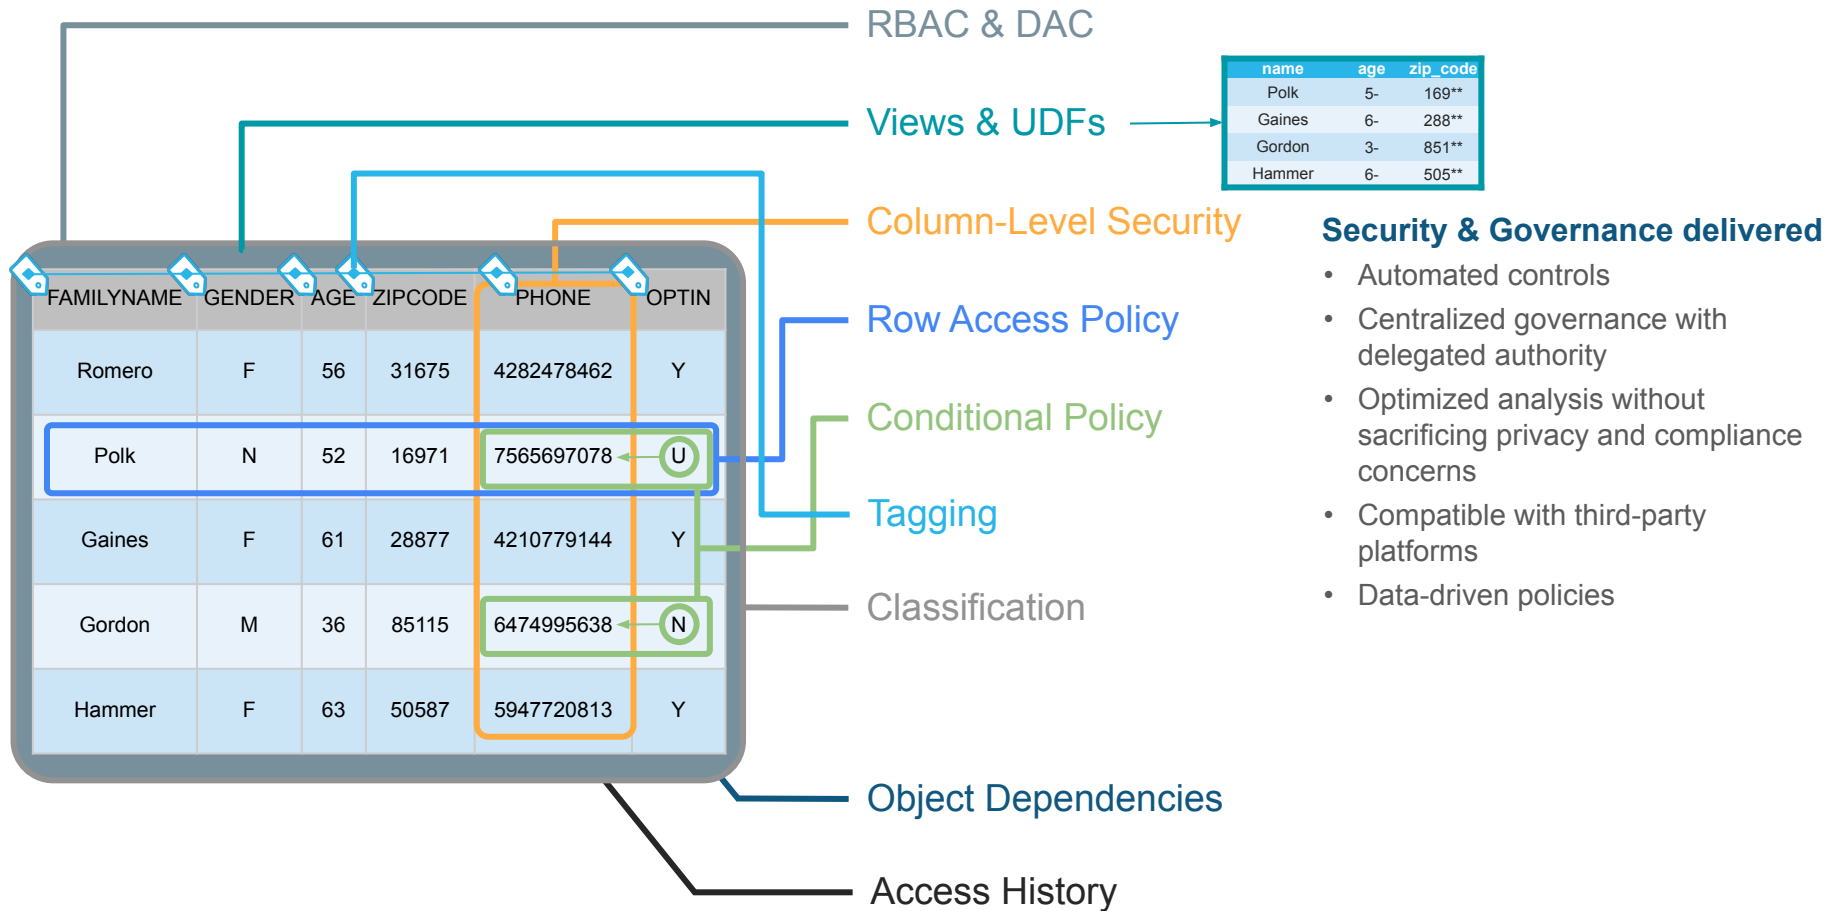 RBAC & DAC
Views & UDFs
name age zip_code
Polk 5- 169**
Gaines 6- 288**
Gordon 3- 851**
Hammer 6- 505**
Column-Level Security
Row Access Policy
Conditional Policy
Tagging
Classification
Object Dependencies
Access History
FAMILYNAME GENDER AGE ZIPCODE PHONE OPTIN
Romero F 56 31675 4282478462 Y
Polk N 52 16971 7565697078 U
Gaines F 61 28877 4210779144 Y
Gordon M 36 85115 6474995638 N
Hammer F 63 50587 5947720813 Y
Security & Governance delivered
• Automated controls
• Centralized governance with
delegated authority
• Optimized analysis without
sacrificing privacy and compliance
concerns
• Compatible with third-party
platforms
• Data-driven policies